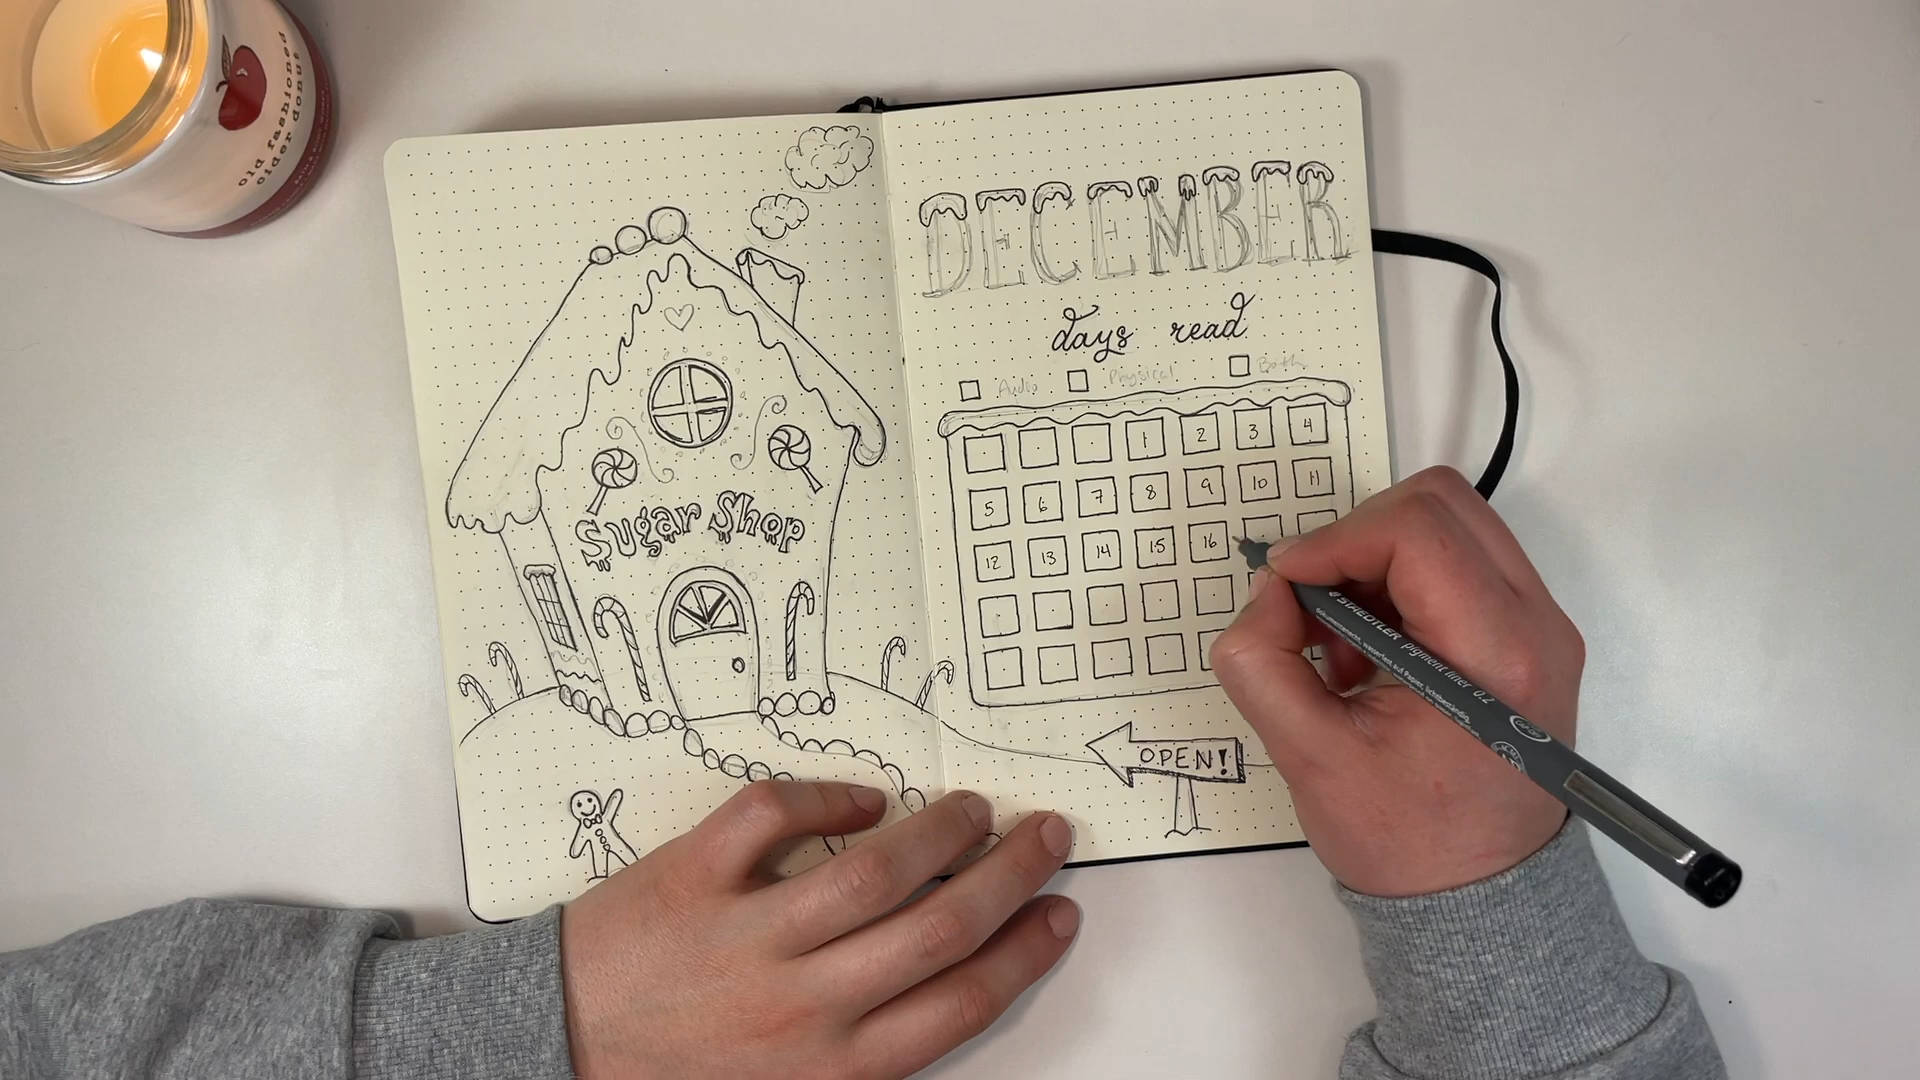 old fashioned
cider donut
DECEMBER
days read
Audio Physical Both
1 2 3 4
5 6 7 8 9 10 11
12 13 14 15 16
Sugar Shop
OPEN!
STAEDTLER pigment liner 0.2